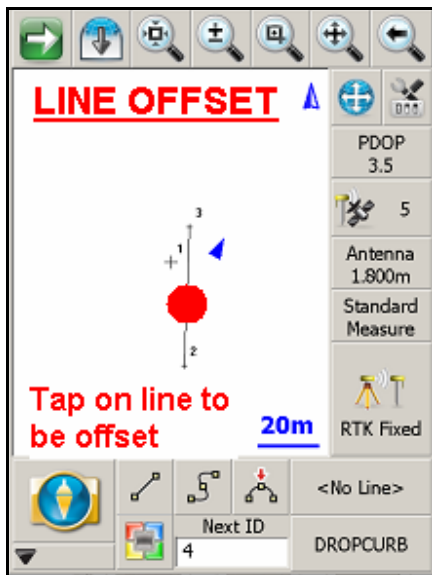 LINE OFFSET
PDOP
3.5
5
Antenna
1.800m
Standard
Measure
RTK Fixed
3
1
2
Tap on line to
be offset
20m
<No Line>
Next ID
4
DROPCURB